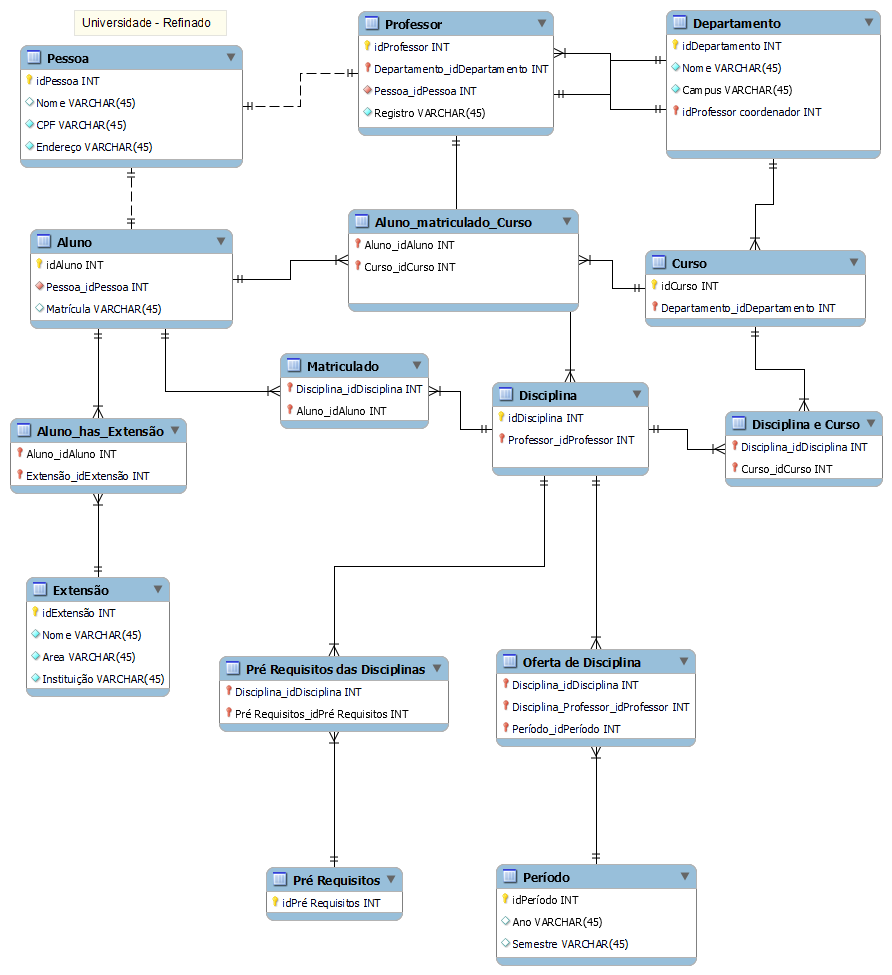 Universidade - Refinado
Pessoa
idPessoa INT
Nome VARCHAR(45)
CPF VARCHAR(45)
Endereço VARCHAR(45)
Professor
idProfessor INT
Departamento_idDepartamento INT
Pessoa_idPessoa INT
Registro VARCHAR(45)
Departamento
idDepartamento INT
Nome VARCHAR(45)
Campus VARCHAR(45)
idProfessor coordenador INT
Aluno
idAluno INT
Pessoa_idPessoa INT
Matrícula VARCHAR(45)
Aluno_matriculado_Curso
Aluno_idAluno INT
Curso_idCurso INT
Curso
idCurso INT
Departamento_idDepartamento INT
Matriculado
Disciplina_idDisciplina INT
Aluno_idAluno INT
Disciplina
idDisciplina INT
Professor_idProfessor INT
Disciplina e Curso
Disciplina_idDisciplina INT
Curso_idCurso INT
Aluno_has_Extensão
Aluno_idAluno INT
Extensão_idExtensão INT
Extensão
idExtensão INT
Nome VARCHAR(45)
Area VARCHAR(45)
Instituição VARCHAR(45)
Pré Requisitos das Disciplinas
Disciplina_idDisciplina INT
Pré Requisitos_idPré Requisitos INT
Oferta de Disciplina
Disciplina_idDisciplina INT
Disciplina_Professor_idProfessor INT
Período_idPeríodo INT
Pré Requisitos
idPré Requisitos INT
Período
idPeríodo INT
Ano VARCHAR(45)
Semestre VARCHAR(45)